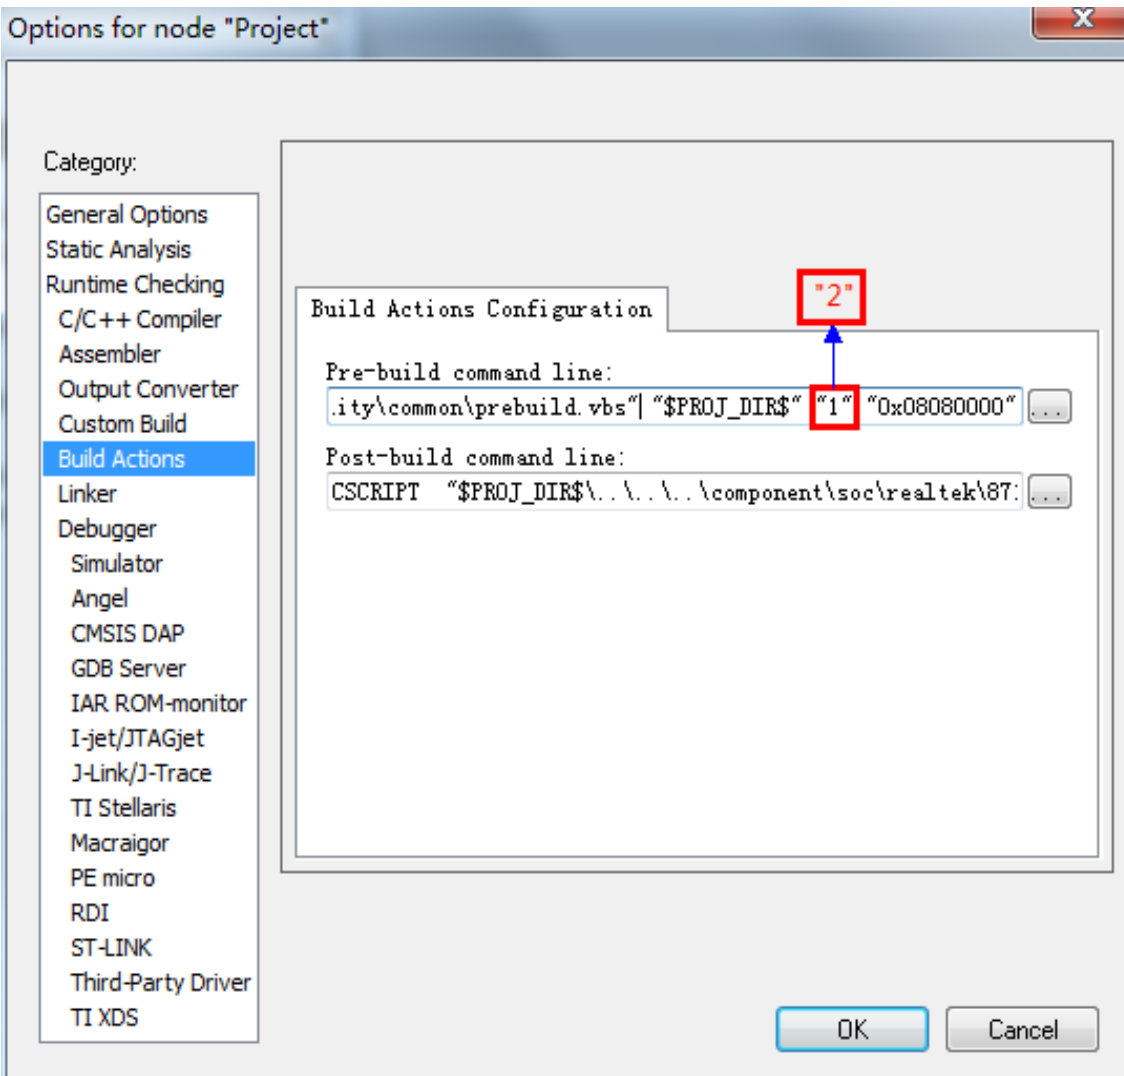 Options for node "Project"
X
Category:
General Options
Static Analysis
Runtime Checking
C/C++ Compiler
Assembler
Output Converter
Custom Build
Build Actions
Linker
Debugger
Simulator
Angel
CMSIS DAP
GDB Server
IAR ROM-monitor
I-jet/JTAGjet
J-Link/J-Trace
TI Stellaris
Macraigor
PE micro
RDI
ST-LINK
Third-Party Driver
TI XDS
"2"
Build Actions Configuration
Pre-build command line:
.ity\common\prebuild.vbs" "$PROJ_DIR$" "1" "0x08080000"
...
Post-build command line:
CSCRIPT "$PROJ_DIR$\..\..\..\component\soc\realtek\87
...
OK
Cancel